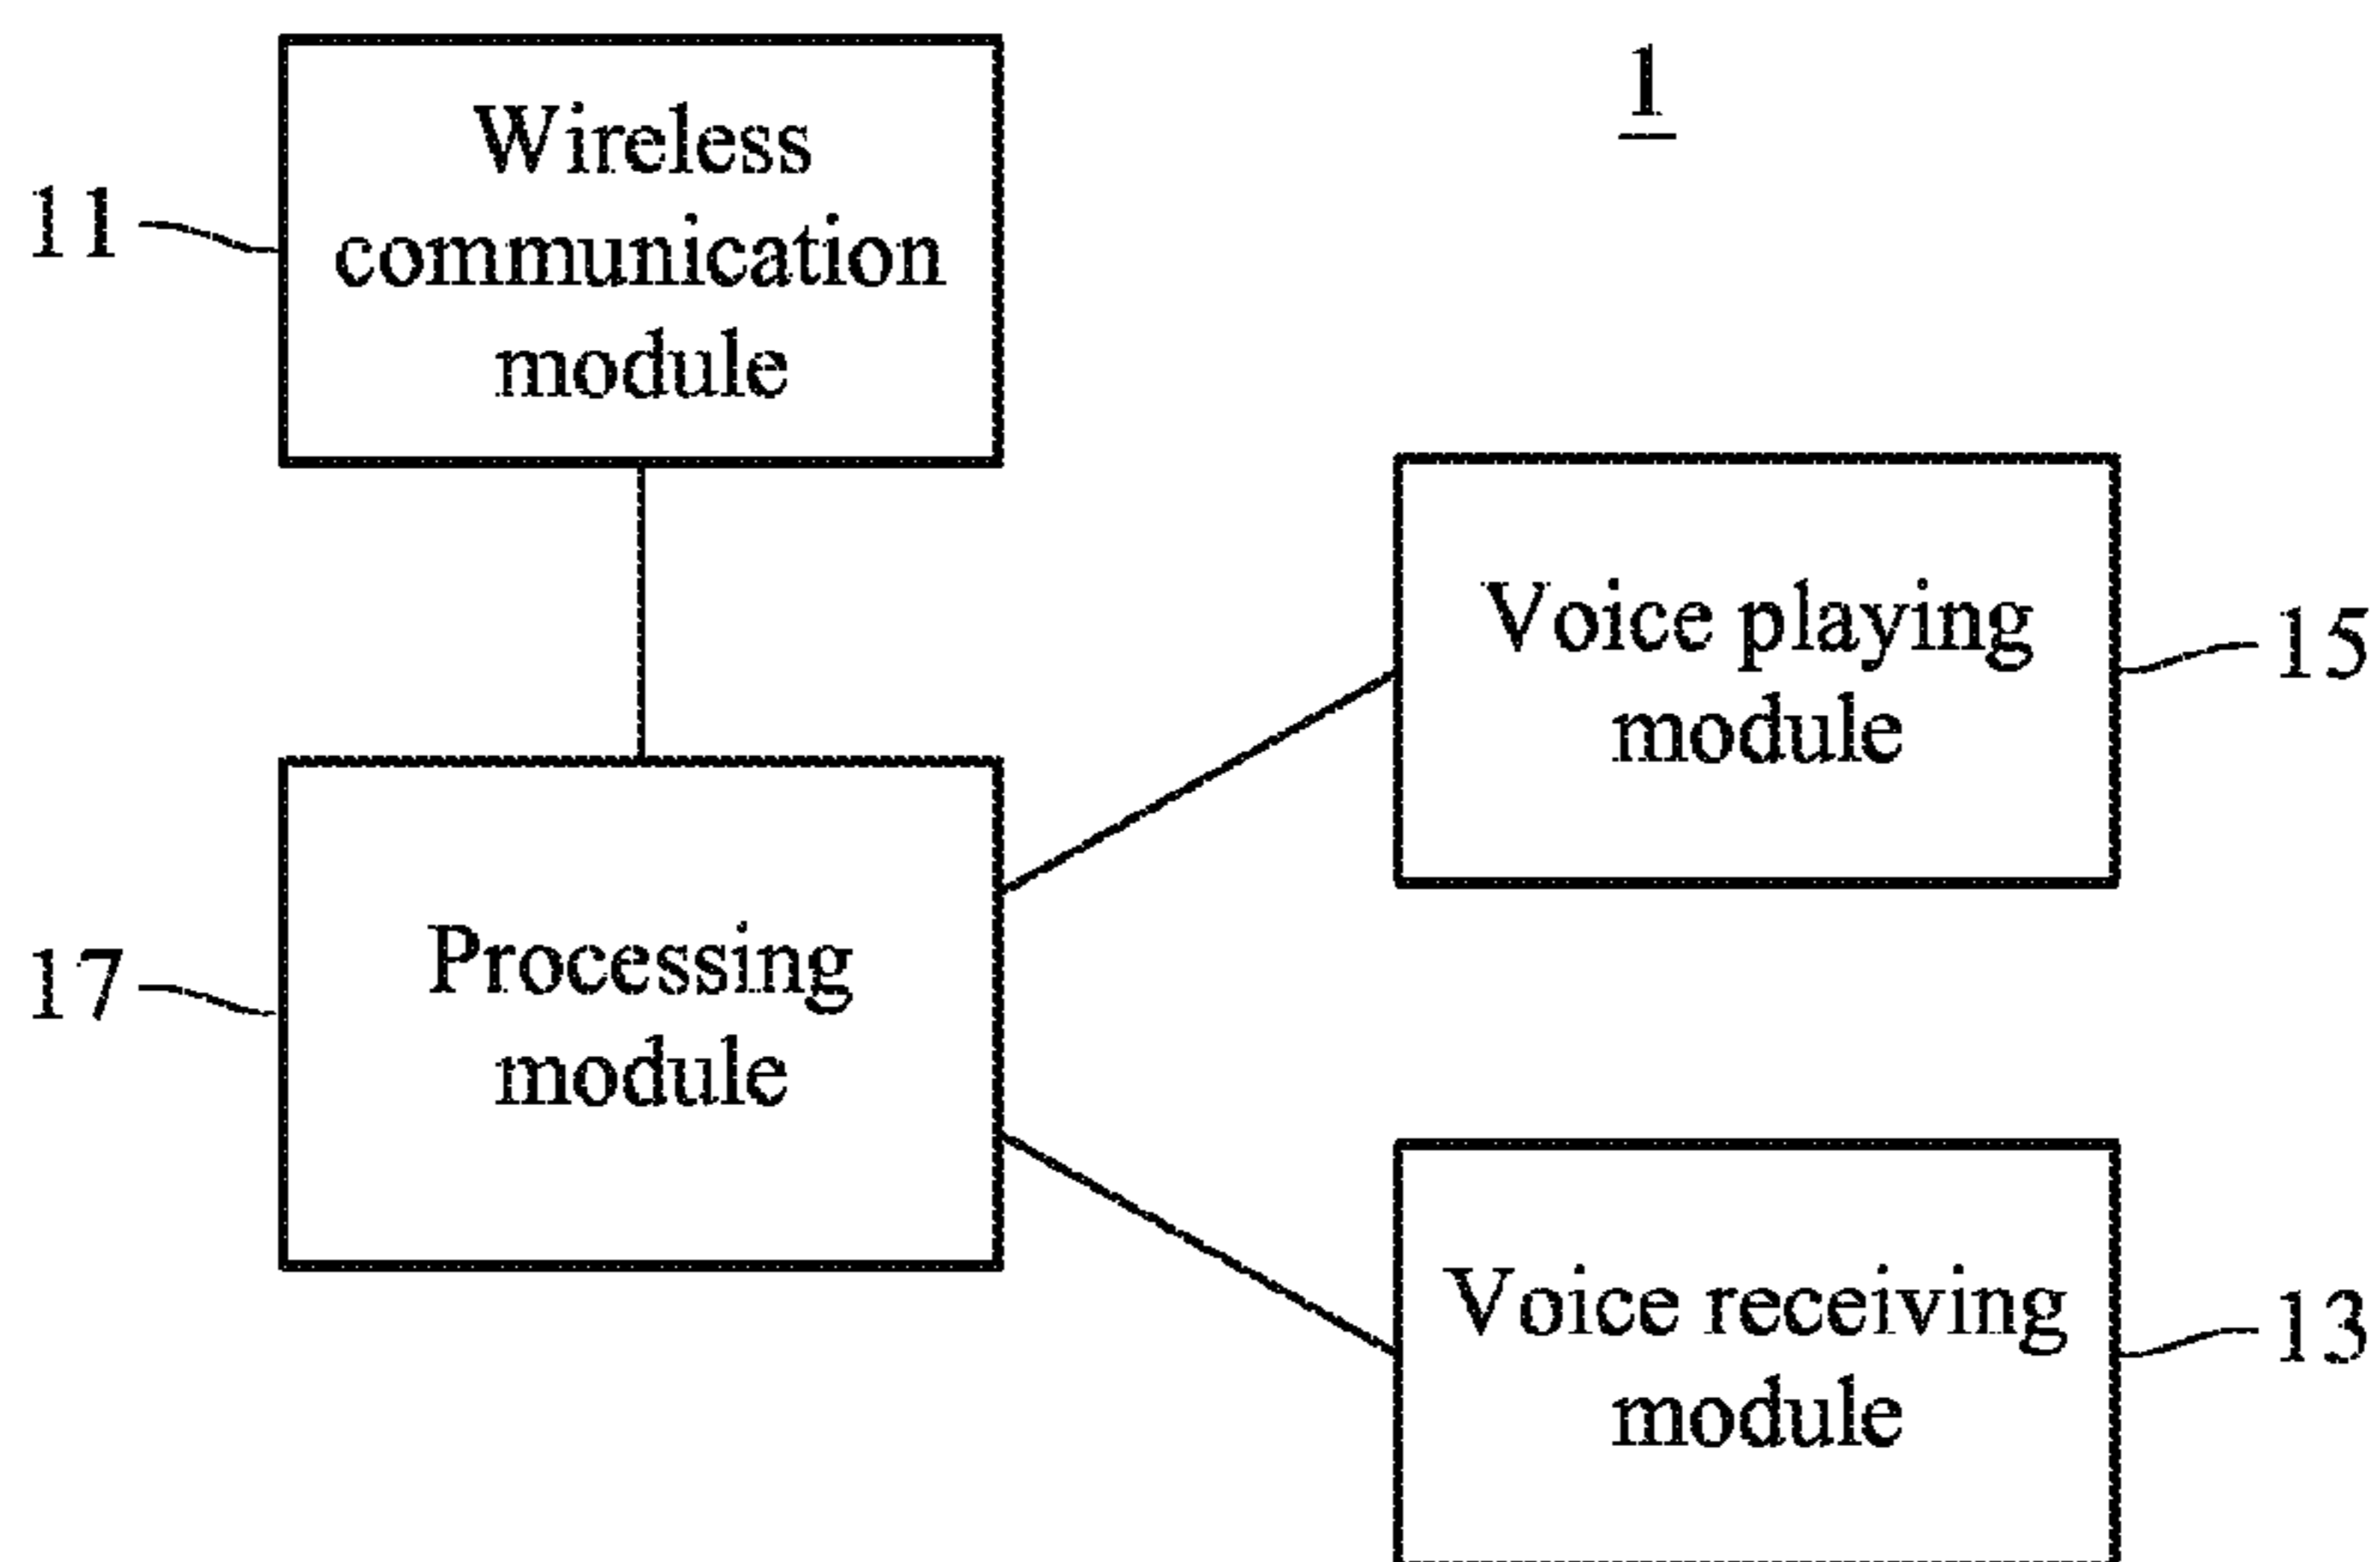 1
11
Wireless
communication
module
Voice playing
module
15
17
Processing
module
Voice receiving
module
13